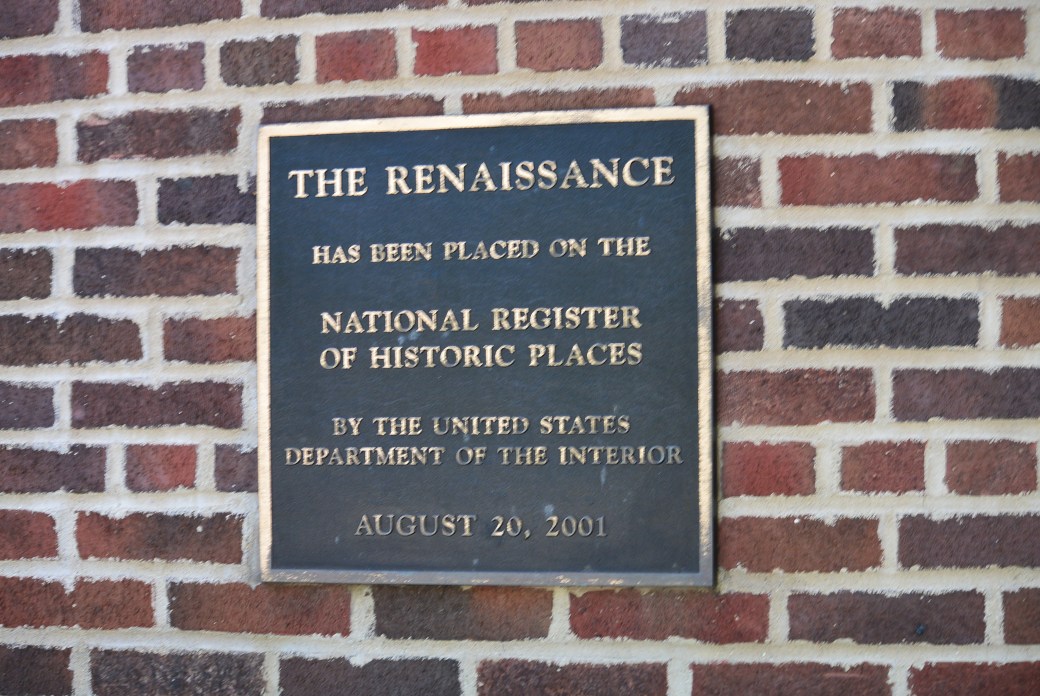 THE RENAISSANCE
HAS BEEN PLACED ON THE
NATIONAL REGISTER
OF HISTORIC PLACES
BY THE UNITED STATES
DEPARTMENT OF THE INTERIOR
AUGUST 20, 2001